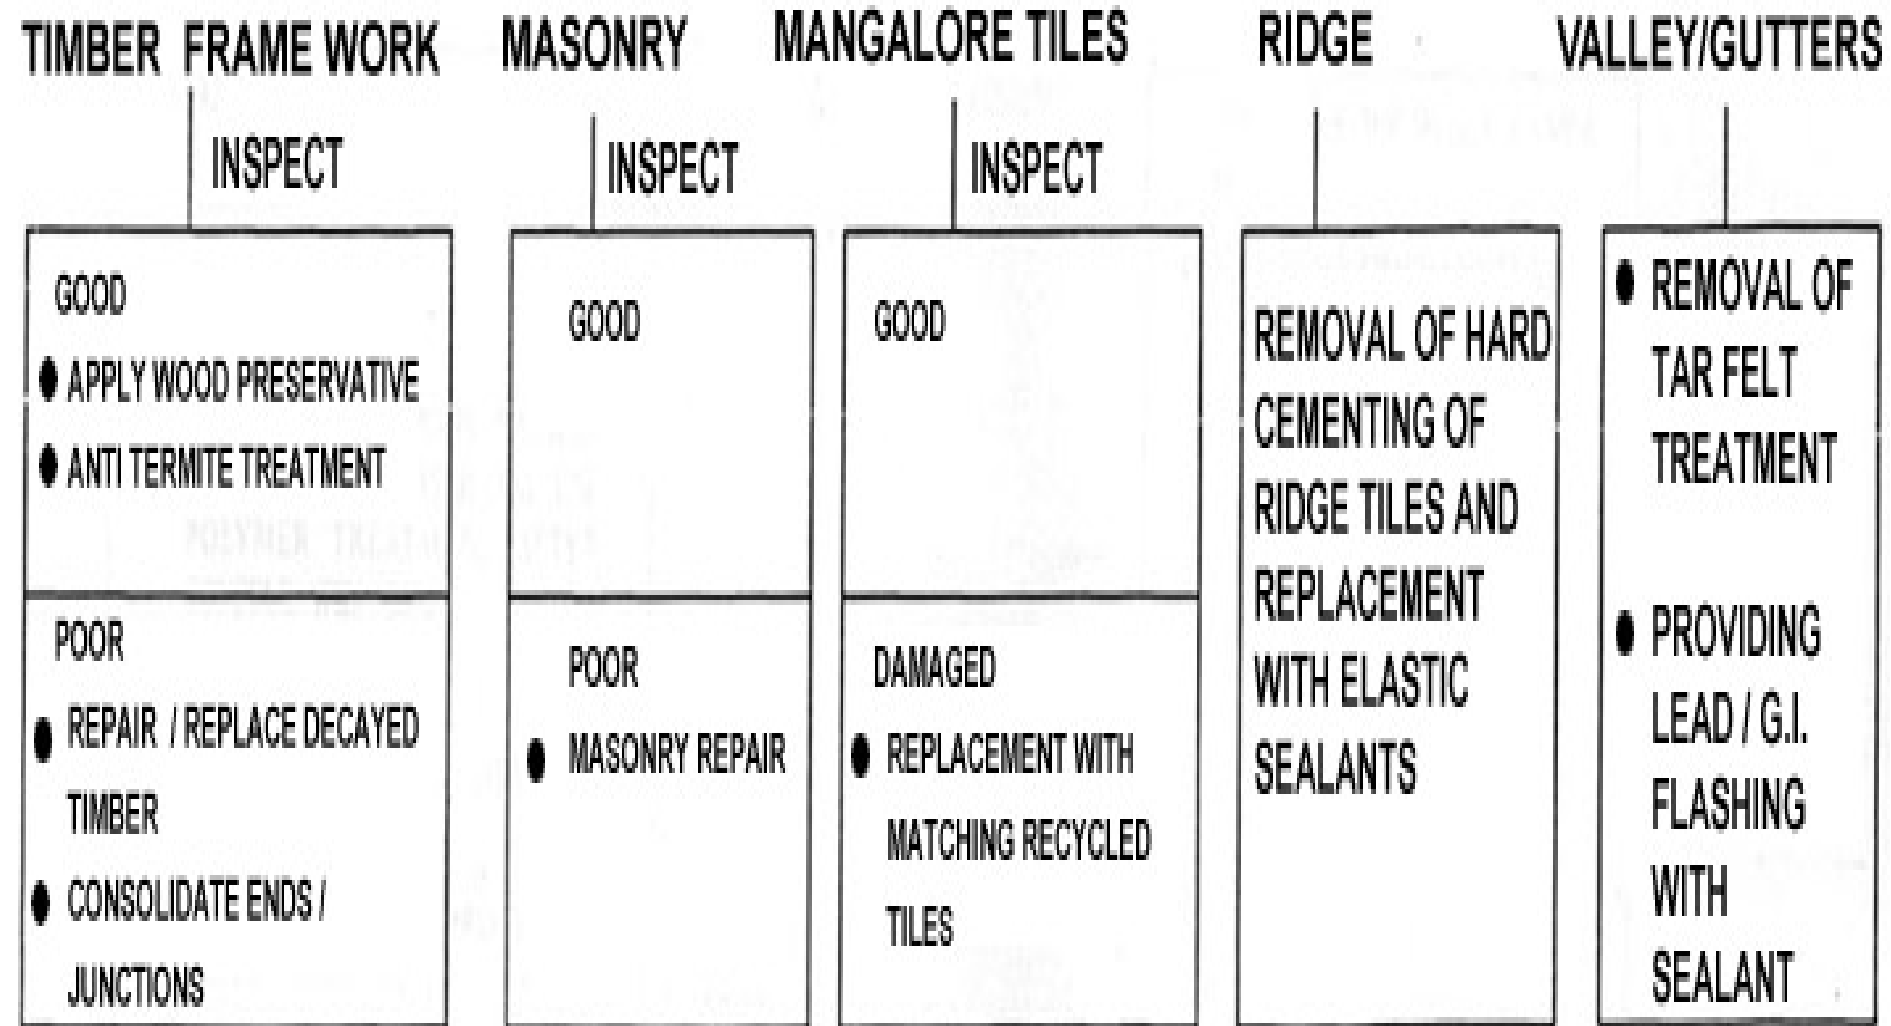 TIMBER FRAME WORK
INSPECT
GOOD
● APPLY WOOD PRESERVATIVE
● ANTI TERMITE TREATMENT
POOR
● REPAIR / REPLACE DECAYED
TIMBER
● CONSOLIDATE ENDS /
JUNCTIONS
MASONRY
INSPECT
GOOD
POOR
● MASONRY REPAIR
MANGALORE TILES
INSPECT
GOOD
DAMAGED
● REPLACEMENT WITH
MATCHING RECYCLED
TILES
RIDGE
REMOVAL OF HARD
CEMENTING OF
RIDGE TILES AND
REPLACEMENT
WITH ELASTIC
SEALANTS
VALLEY/GUTTERS
● REMOVAL OF
TAR FELT
TREATMENT
● PROVIDING
LEAD / G.I.
FLASHING
WITH
SEALANT